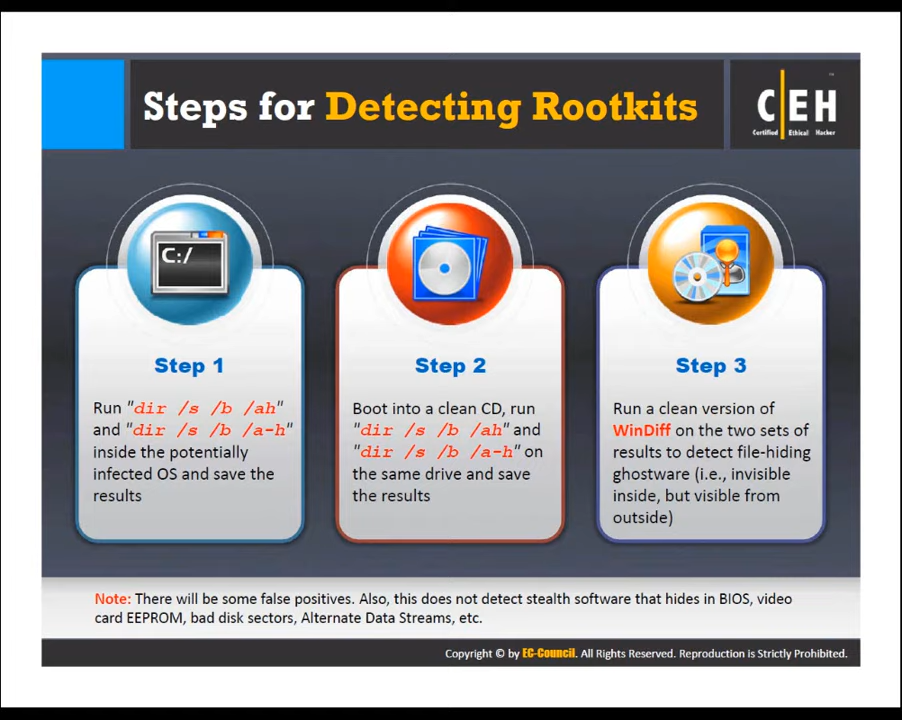 Steps for Detecting Rootkits
C|EH
Certified Ethical Hacker
C:/
Step 1
Run "dir /s /b /ah"
and "dir /s /b /a-h"
inside the potentially
infected OS and save the
results
Step 2
Boot into a clean CD, run
"dir /s /b /ah" and
"dir /s /b /a-h" on
the same drive and save
the results
Step 3
Run a clean version of
WinDiff on the two sets of
results to detect file-hiding
ghostware (i.e., invisible
inside, but visible from
outside)
Note: There will be some false positives. Also, this does not detect stealth software that hides in BIOS, video
card EEPROM, bad disk sectors, Alternate Data Streams, etc.
Copyright © by EC-Council. All Rights Reserved. Reproduction is Strictly Prohibited.